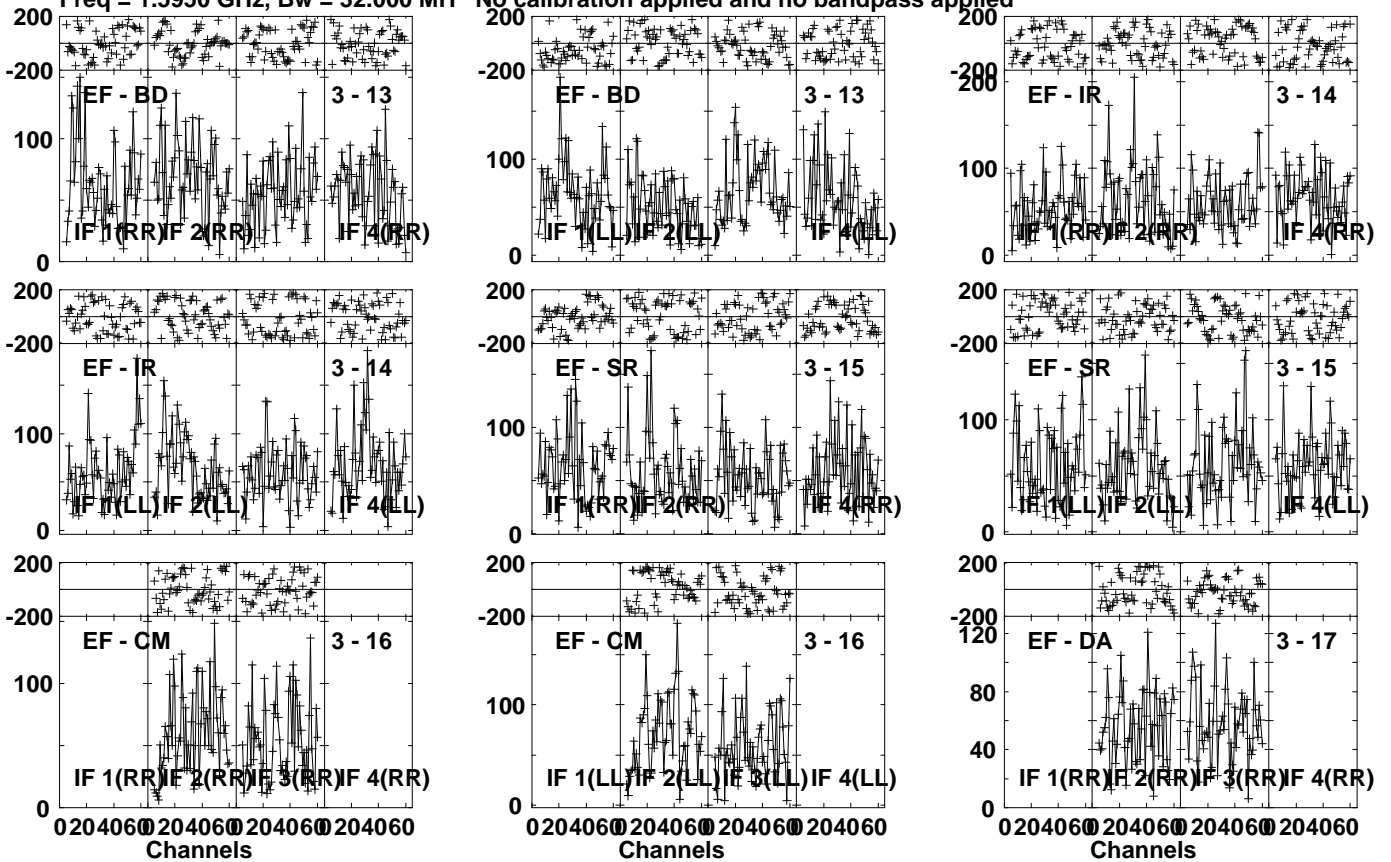 Freq = 1.5950 GHz, Bw = 32.000 MH No calibration applied and no bandpass applied
200 200 200
-200 -200 -200
EF - BD 3 - 13 EF - BD 3 - 13 EF - IR 3 - 14
200
100 100 100
IF 1(RR) IF 2(RR) IF 4(RR) IF 1(LL) IF 2(LL) IF 4(LL) IF 1(RR) IF 2(RR) IF 4(RR)
0 0 0
200 200 200
-200 -200 -200
EF - IR 3 - 14 EF - SR 3 - 15 EF - SR 3 - 15
100 100 100
IF 1(LL) IF 2(LL) IF 4(LL) IF 1(RR) IF 2(RR) IF 4(RR) IF 1(LL) IF 2(LL) IF 4(LL)
0 0 0
200 200 200
-200 -200 -200
EF - CM 3 - 16 EF - CM 3 - 16 EF - DA 3 - 17
120
100 100 80
40
IF 1(RR) IF 2(RR) IF 3(RR) IF 4(RR) IF 1(LL) IF 2(LL) IF 3(LL) IF 4(LL) IF 1(RR) IF 2(RR) IF 3(RR) IF 4(RR)
0 0 0
0 20 40 60 0 20 40 60 0 20 40 60 0 20 40 60 0 20 40 60 0 20 40 60 0 20 40 60 0 20 40 60 0 20 40 60 0 20 40 60 0 20 40 60 0 20 40 60
Channels Channels Channels